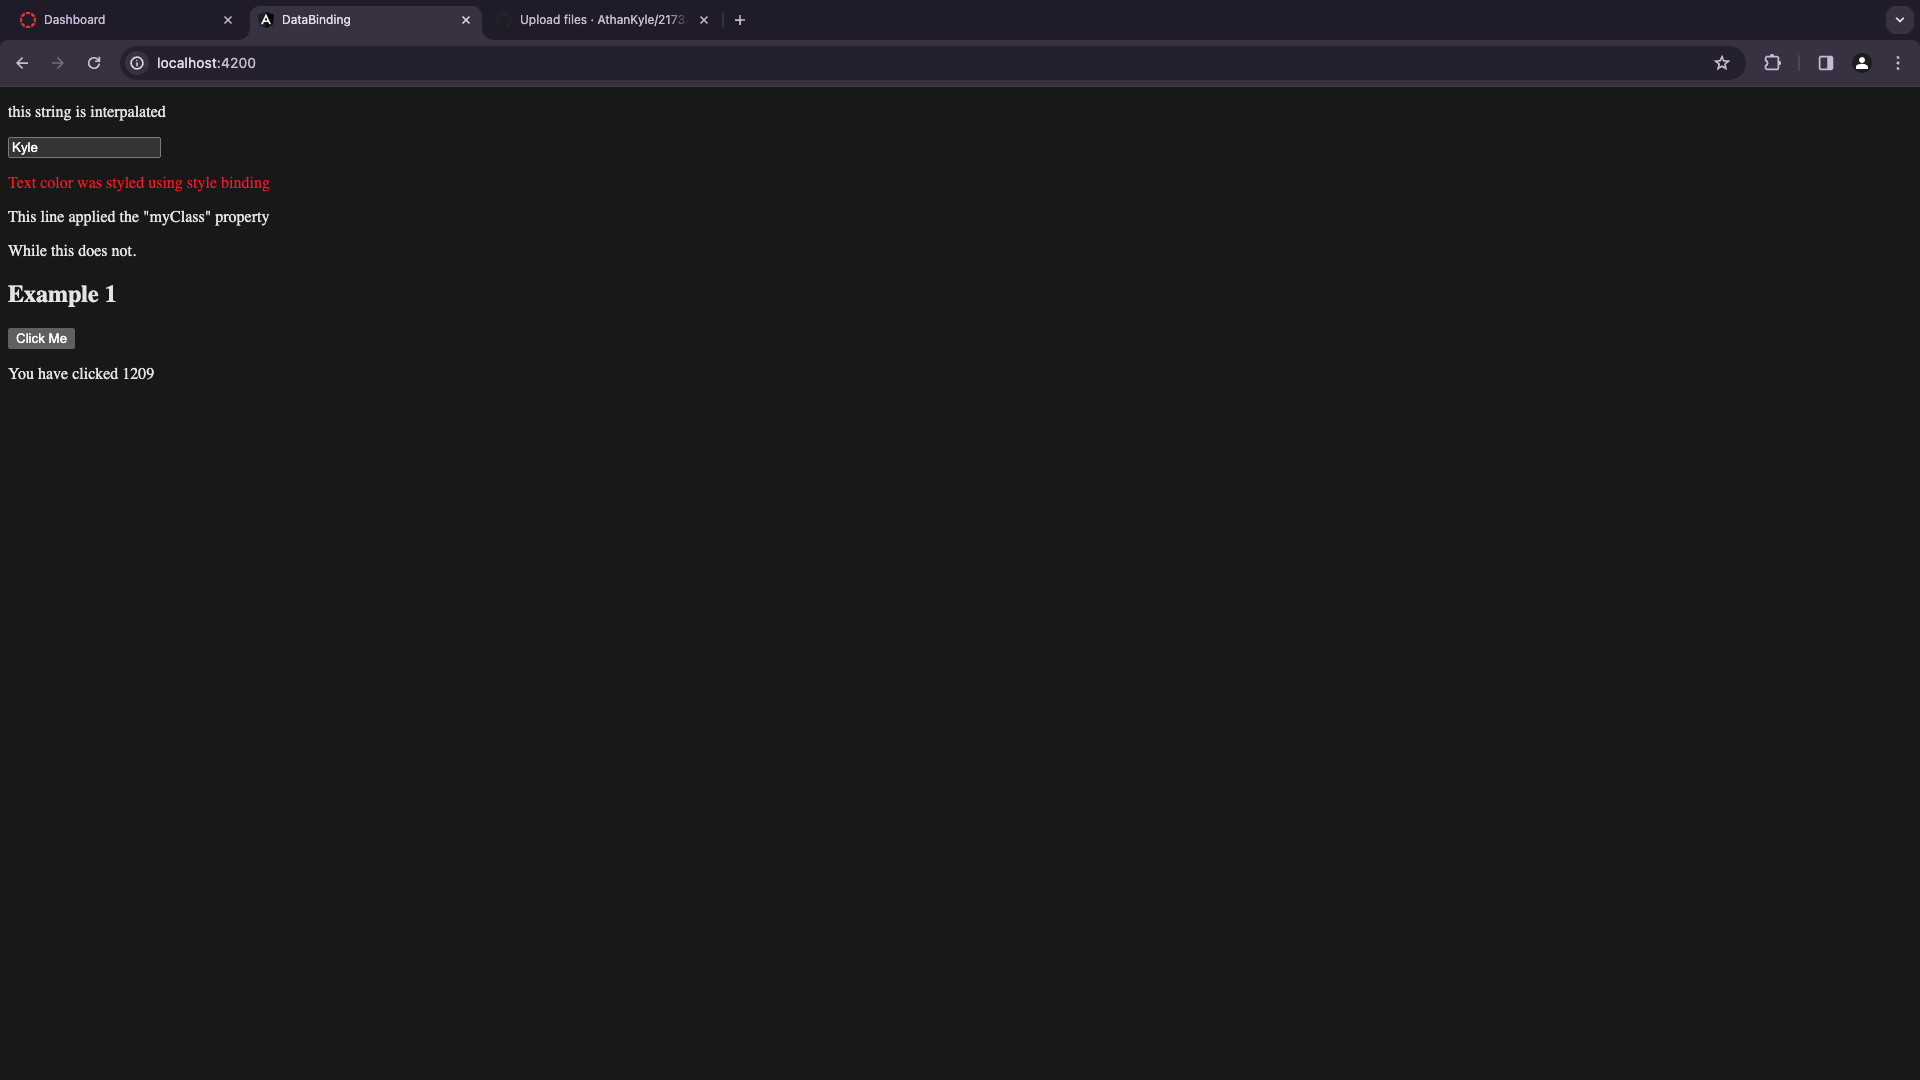 Dashboard
DataBinding
Upload files · AthanKyle/2173
localhost:4200
this string is interpalated
Kyle
Text color was styled using style binding
This line applied the "myClass" property
While this does not.
Example 1
Click Me
You have clicked 1209